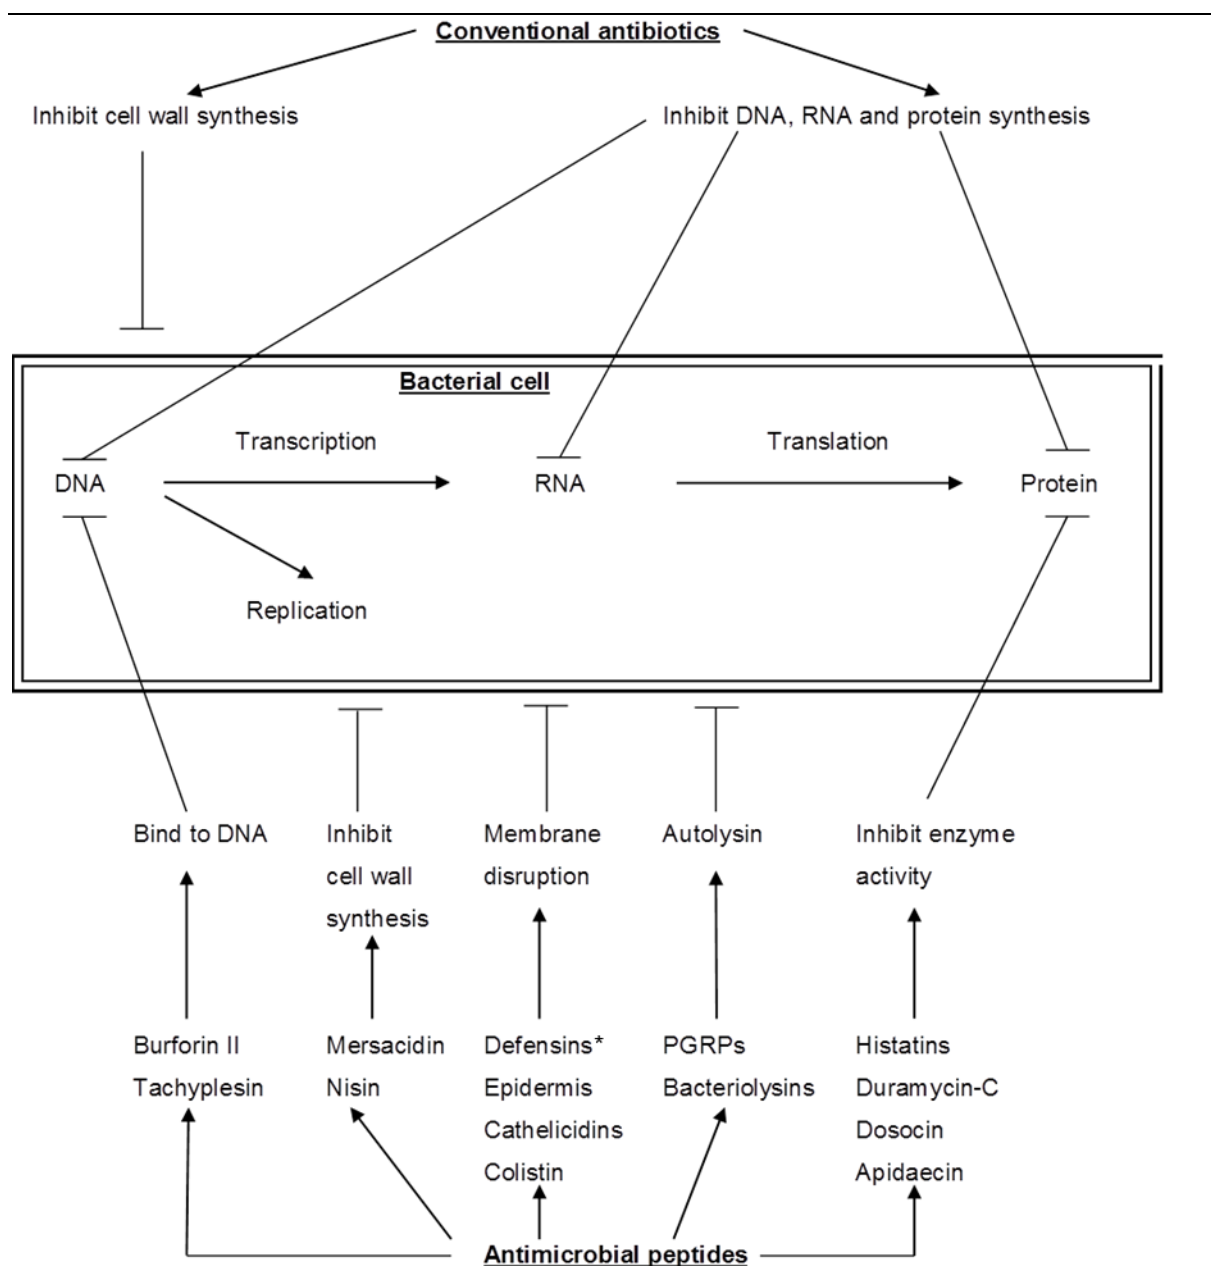 Conventional antibiotics
Inhibit cell wall synthesis
Inhibit DNA, RNA and protein synthesis
Bacterial cell
Transcription
Translation
DNA
RNA
Protein
Replication
Bind to DNA
Inhibit
cell wall
synthesis
Membrane
disruption
Autolysin
Inhibit enzyme
activity
Burforin II
Tachyplesin
Mersacidin
Nisin
Defensins*
Epidermis
Cathelicidins
Colistin
PGRPs
Bacteriolysins
Histatins
Duramycin-C
Dosocin
Apidaecin
Antimicrobial peptides